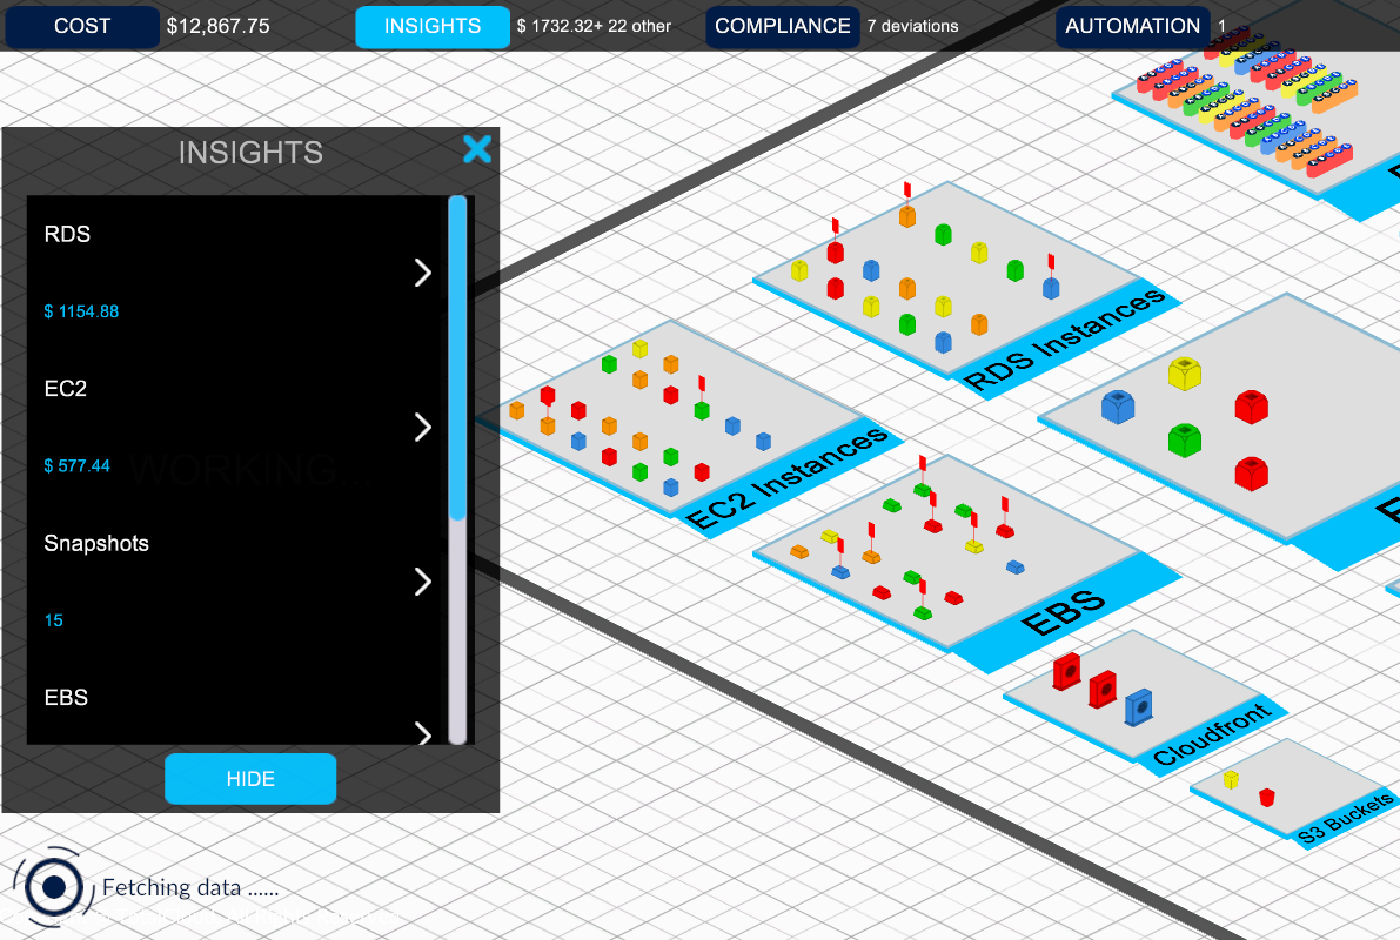 COST $12,867.75 INSIGHTS $ 1732.32+ 22 other COMPLIANCE 7 deviations AUTOMATION 1
INSIGHTS
RDS
$ 1154.88
EC2
$ 577.44
WORKING...
Snapshots
15
EBS
HIDE
Fetching data ......
RDS Instances
EC2 Instances
EBS
Cloudfront
S3 Buckets